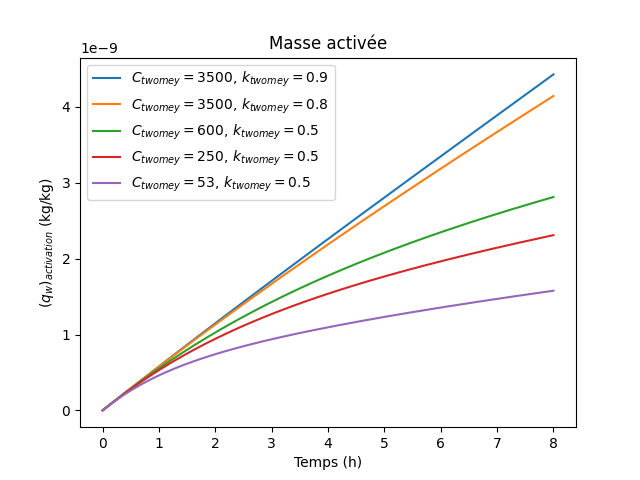 Masse activée
1e−9
C_twomey = 3500, k_twomey = 0.9
C_twomey = 3500, k_twomey = 0.8
C_twomey = 600, k_twomey = 0.5
C_twomey = 250, k_twomey = 0.5
C_twomey = 53, k_twomey = 0.5
4
3
2
1
0
(q_w)_activation (kg/kg)
0 1 2 3 4 5 6 7 8
Temps (h)